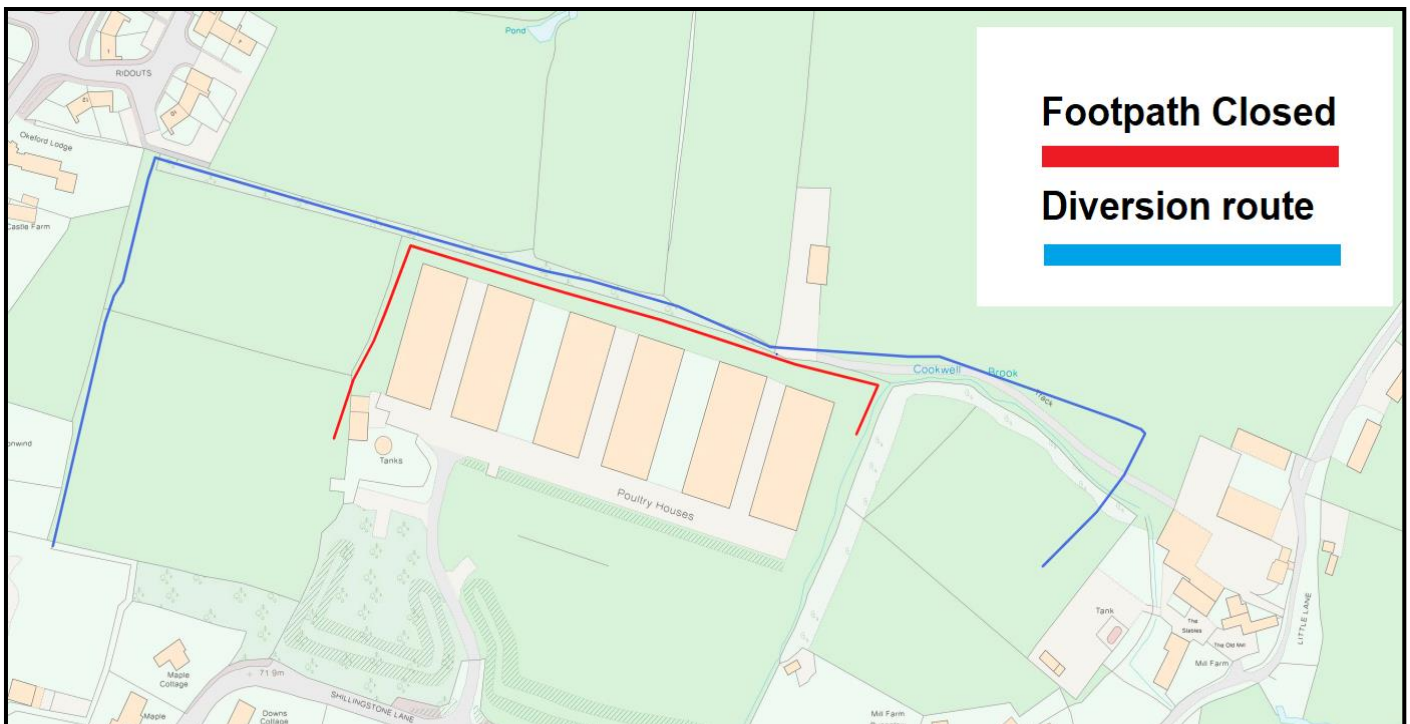 Pond
RIDOUTS
Okeford Lodge
Castle Farm
Footpath Closed
Diversion route
Cookwell Brook
Track
onwind
Tanks
Poultry Houses
Tank
The
Stables
The Old Mill
Mill Farm
LITTLE LANE
Maple
Cottage
71.9m
SHILLINGSTONE LANE
Maple
Downs
Cottage
Mill Farm